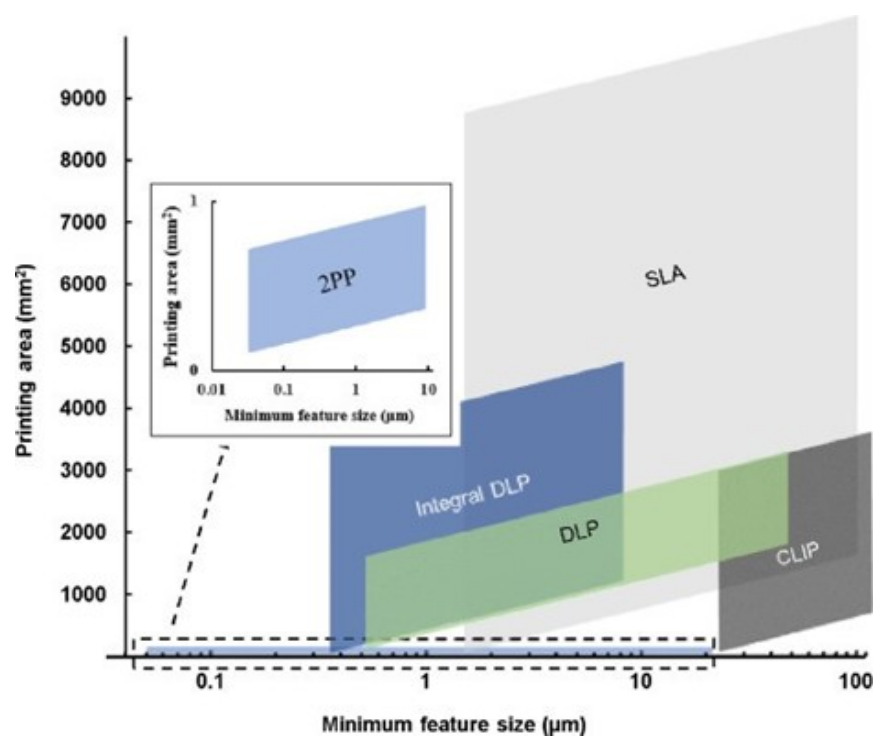 9000
8000
7000
6000
5000
4000
3000
2000
1000
Printing area (mm²)
0.1
1
10
100
Minimum feature size (µm)
1
0
Printing area (mm²)
0.01
0.1
1
10
Minimum feature size (µm)
2PP
SLA
Integral DLP
DLP
CLIP